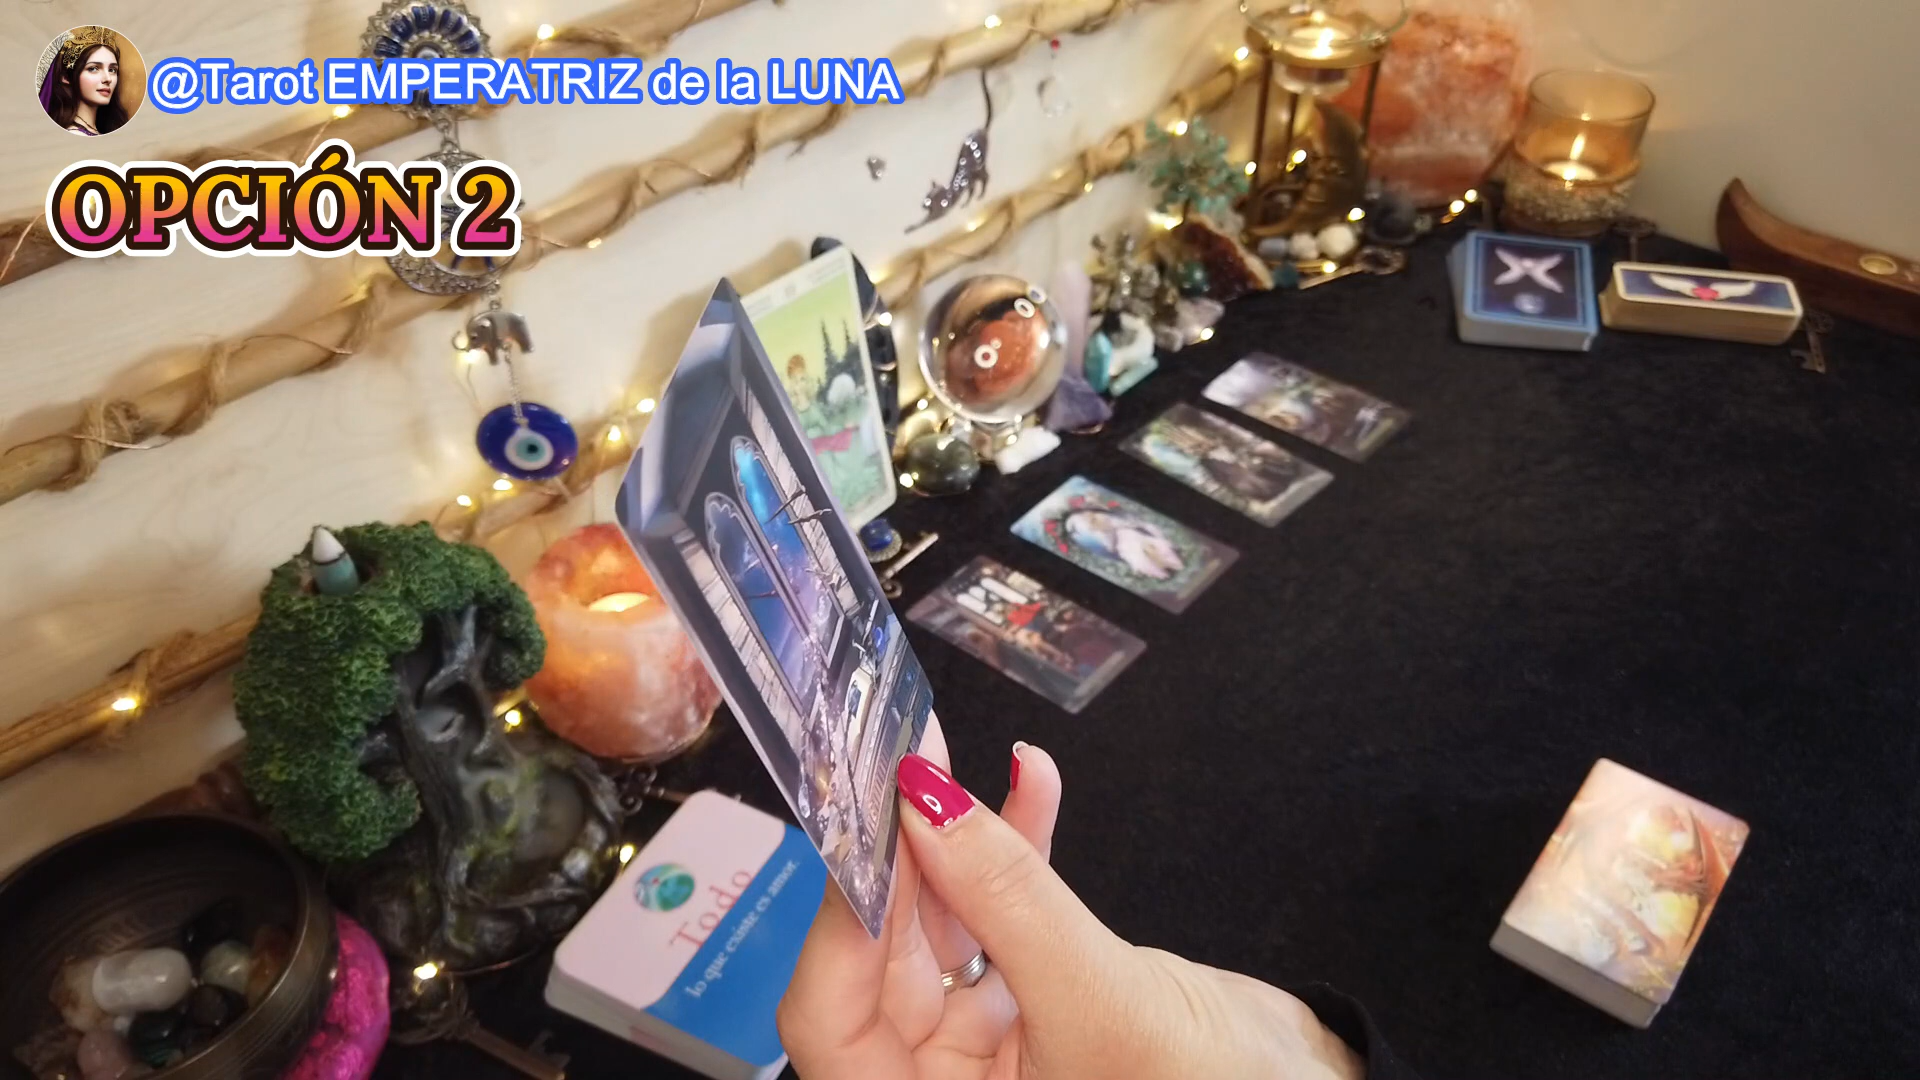 @Tarot EMPERATRIZ de la LUNA
OPCIÓN 2
Todo
lo que existe es amor.